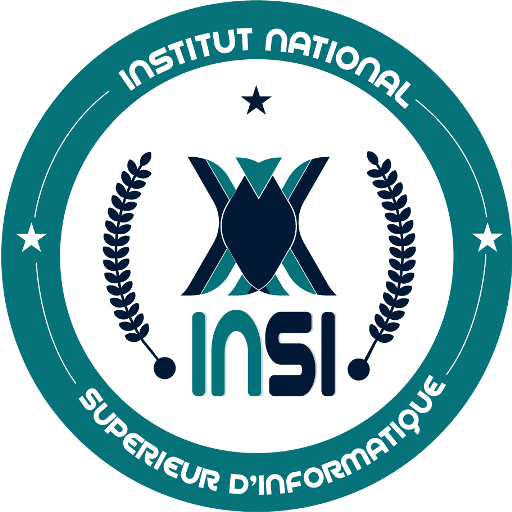 INSTITUT NATIONAL
INSI
SUPERIEUR D'INFORMATIQUE